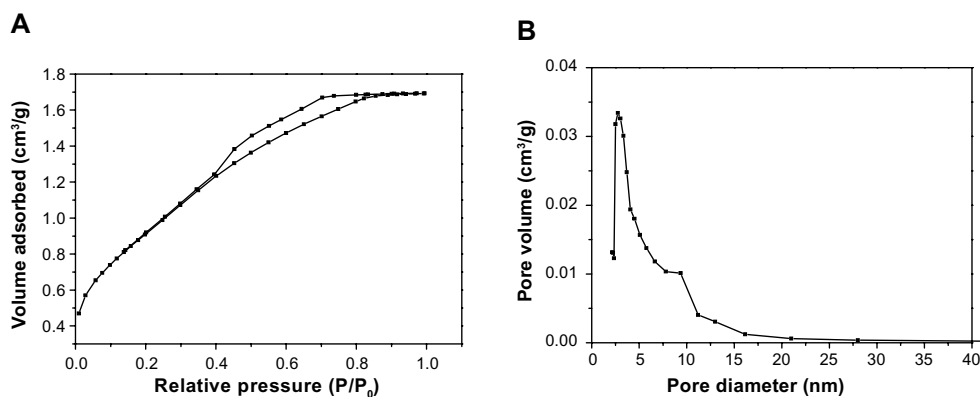 A
Volume adsorbed (cm³/g)
1.8
1.6
1.4
1.2
1.0
0.8
0.6
0.4
0.0 0.2 0.4 0.6 0.8 1.0
Relative pressure (P/P₀)
B
Pore volume (cm³/g)
0.04
0.03
0.02
0.01
0.00
0 5 10 15 20 25 30 35 40
Pore diameter (nm)